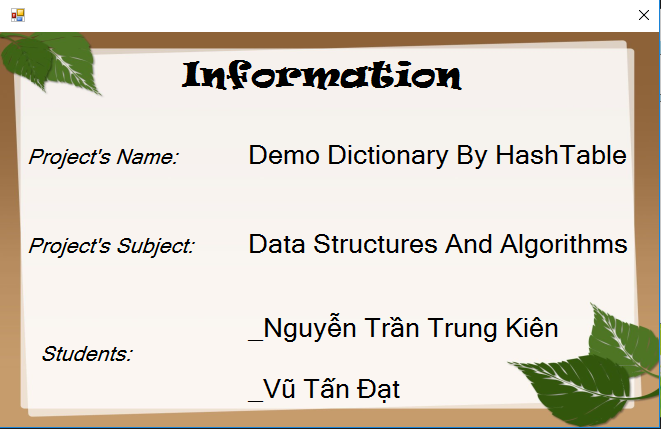 Information
Project's Name: Demo Dictionary By HashTable
Project's Subject: Data Structures And Algorithms
Students:
_Nguyễn Trần Trung Kiên
_Vũ Tấn Đạt